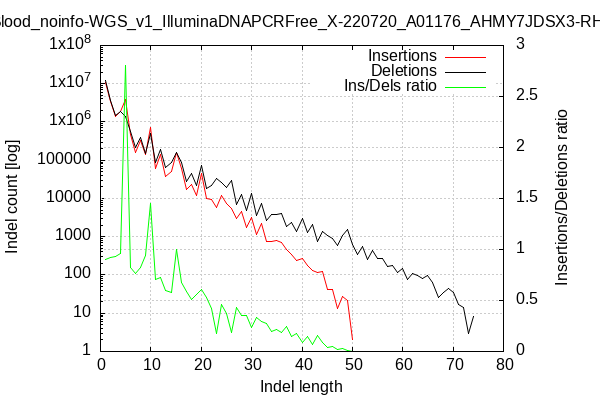 Blood_noinfo-WGS_v1_IlluminaDNAPCRFree_X-220720_A01176_AHMY7JDSX3-RH
Insertions
Deletions
Ins/Dels ratio
1x10^8
1x10^7
1x10^6
100000
10000
1000
100
10
1
3
2.5
2
1.5
1
0.5
0
0 10 20 30 40 50 60 70 80
Indel count [log]
Insertions/Deletions ratio
Indel length